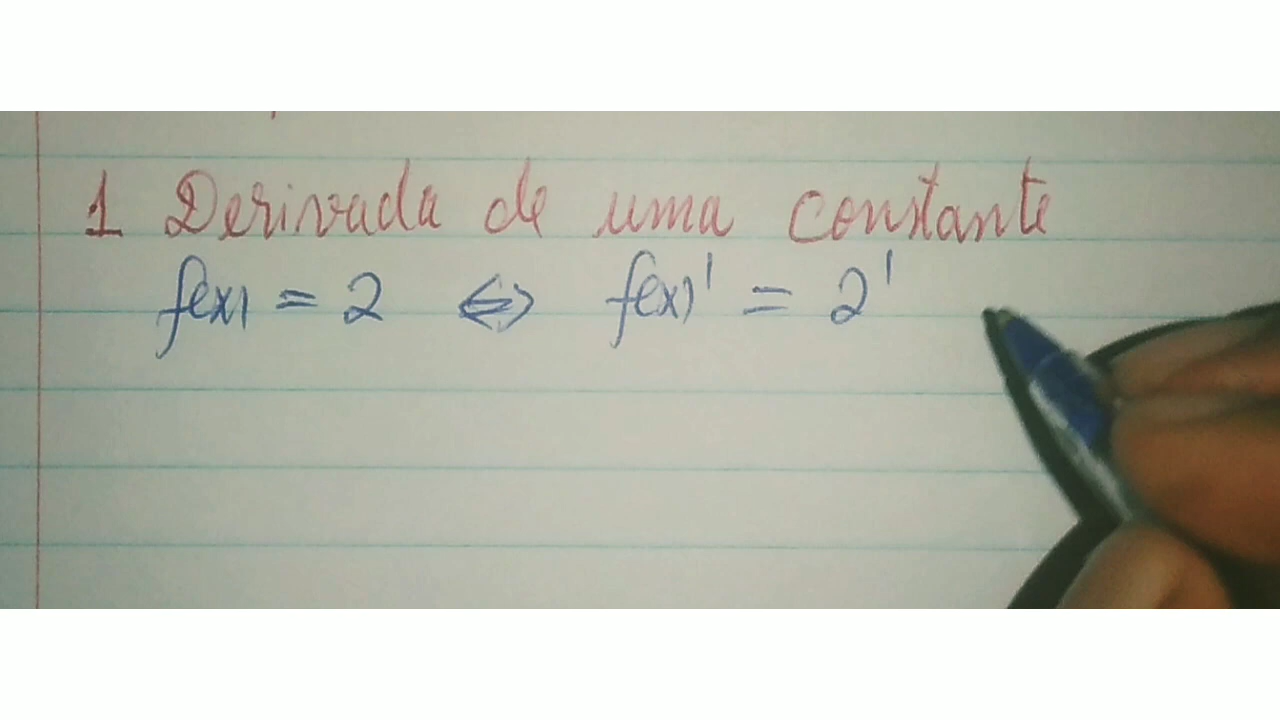 1 Derivada de uma constante
f(x) = 2 ⇔ f(x)' = 2'